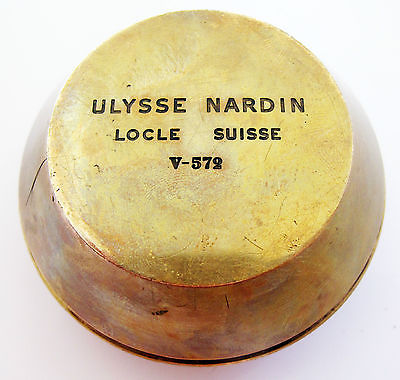 ULYSSE NARDIN
LOCLE SUISSE
V-572